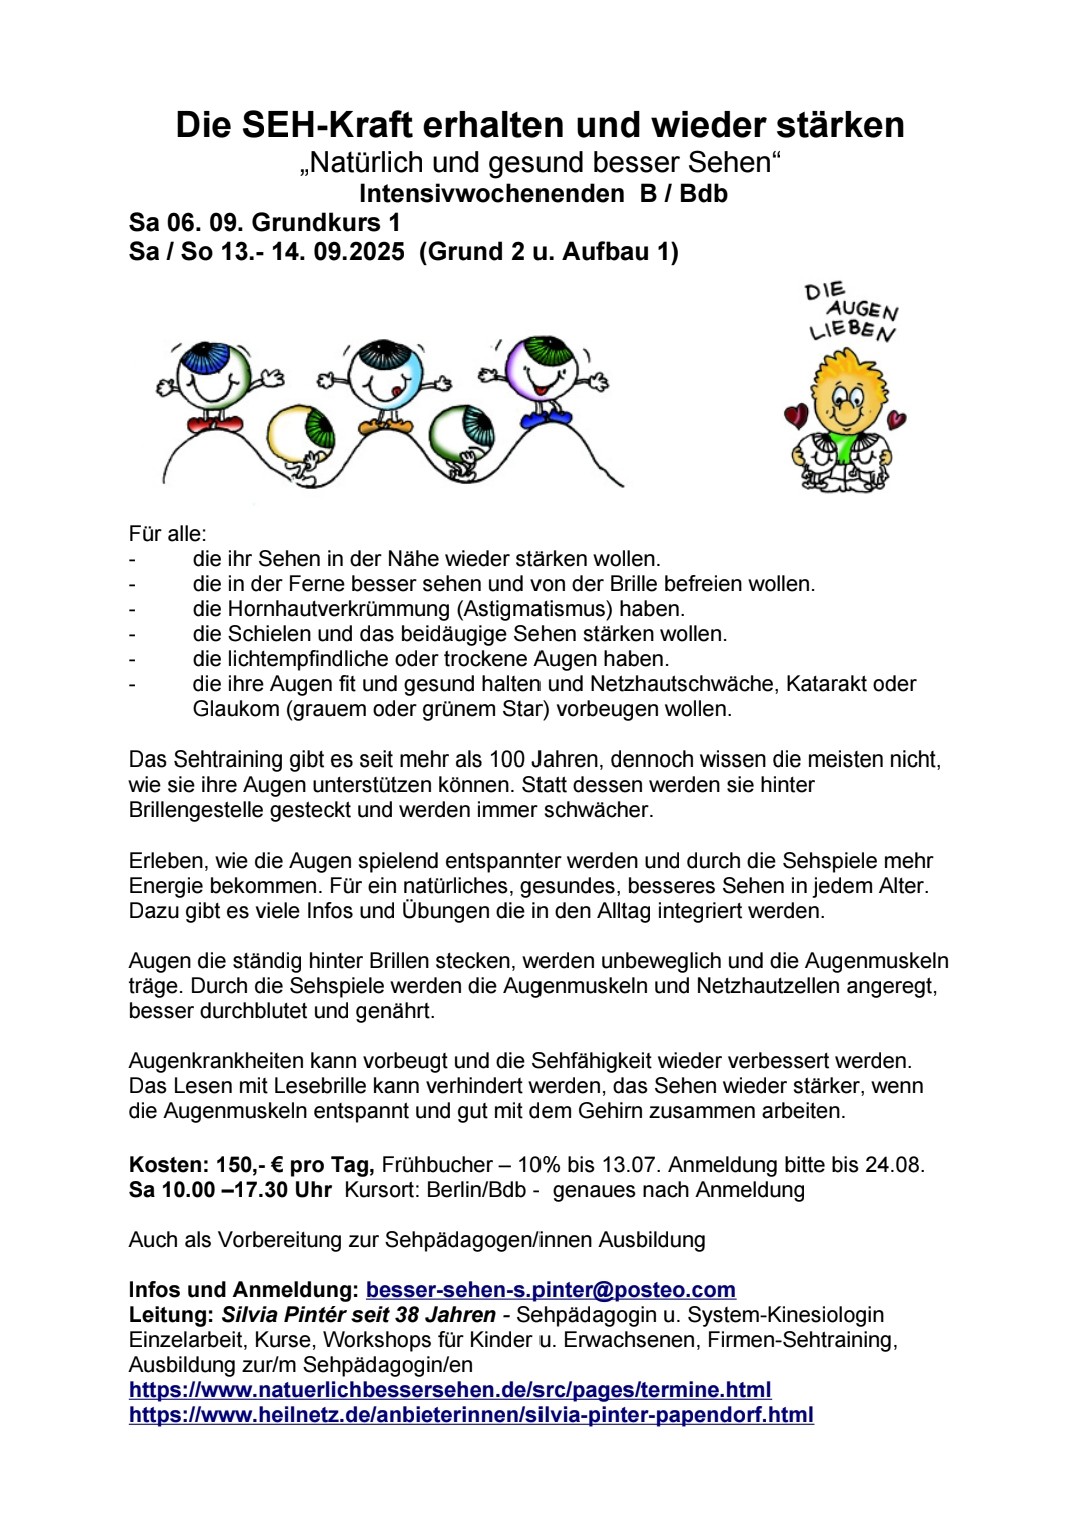 Die SEH-Kraft erhalten und wieder stärken
„Natürlich und gesund besser Sehen“
Intensivwochenenden B / Bdb
Sa 06. 09. Grundkurs 1
Sa / So 13.- 14. 09.2025 (Grund 2 u. Aufbau 1)
DIE
AUGEN
LIEBEN
Für alle:
- die ihr Sehen in der Nähe wieder stärken wollen.
- die in der Ferne besser sehen und von der Brille befreien wollen.
- die Hornhautverkrümmung (Astigmatismus) haben.
- die Schielen und das beidäugige Sehen stärken wollen.
- die lichtempfindliche oder trockene Augen haben.
- die ihre Augen fit und gesund halten und Netzhautschwäche, Katarakt oder
Glaukom (grauem oder grünem Star) vorbeugen wollen.
Das Sehtraining gibt es seit mehr als 100 Jahren, dennoch wissen die meisten nicht,
wie sie ihre Augen unterstützen können. Statt dessen werden sie hinter
Brillengestelle gesteckt und werden immer schwächer.
Erleben, wie die Augen spielend entspannter werden und durch die Sehspiele mehr
Energie bekommen. Für ein natürliches, gesundes, besseres Sehen in jedem Alter.
Dazu gibt es viele Infos und Übungen die in den Alltag integriert werden.
Augen die ständig hinter Brillen stecken, werden unbeweglich und die Augenmuskeln
träge. Durch die Sehspiele werden die Augenmuskeln und Netzhautzellen angeregt,
besser durchblutet und genährt.
Augenkrankheiten kann vorbeugt und die Sehfähigkeit wieder verbessert werden.
Das Lesen mit Lesebrille kann verhindert werden, das Sehen wieder stärker, wenn
die Augenmuskeln entspannt und gut mit dem Gehirn zusammen arbeiten.
Kosten: 150,- € pro Tag, Frühbucher – 10% bis 13.07. Anmeldung bitte bis 24.08.
Sa 10.00 –17.30 Uhr Kursort: Berlin/Bdb - genaues nach Anmeldung
Auch als Vorbereitung zur Sehpädagogen/innen Ausbildung
Infos und Anmeldung: besser-sehen-s.pinter@posteo.com
Leitung: Silvia Pintér seit 38 Jahren - Sehpädagogin u. System-Kinesiologin
Einzelarbeit, Kurse, Workshops für Kinder u. Erwachsenen, Firmen-Sehtraining,
Ausbildung zur/m Sehpädagogin/en
https://www.natuerlichbessersehen.de/src/pages/termine.html
https://www.heilnetz.de/anbieterinnen/silvia-pinter-papendorf.html